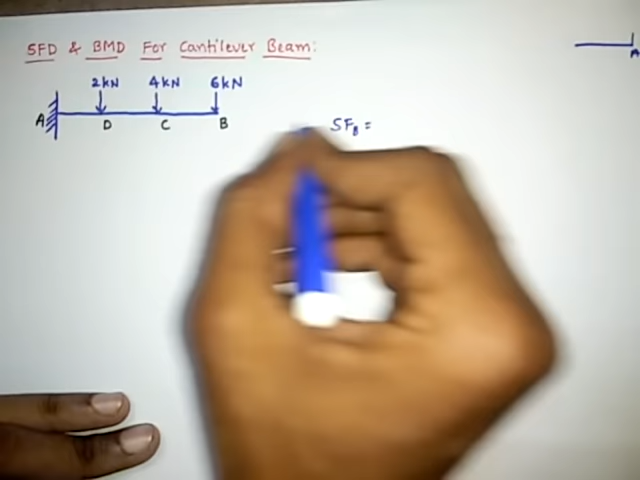 SFD & BMD For Cantilever Beam:
2kN 4kN 6kN
A D C B
SF_B =
A